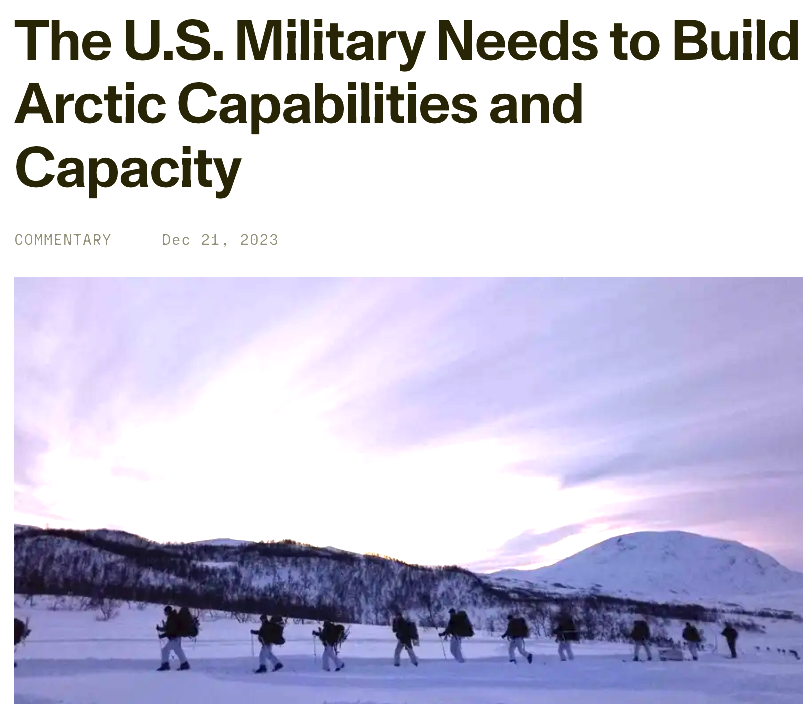 The U.S. Military Needs to Build
Arctic Capabilities and
Capacity
COMMENTARY Dec 21, 2023